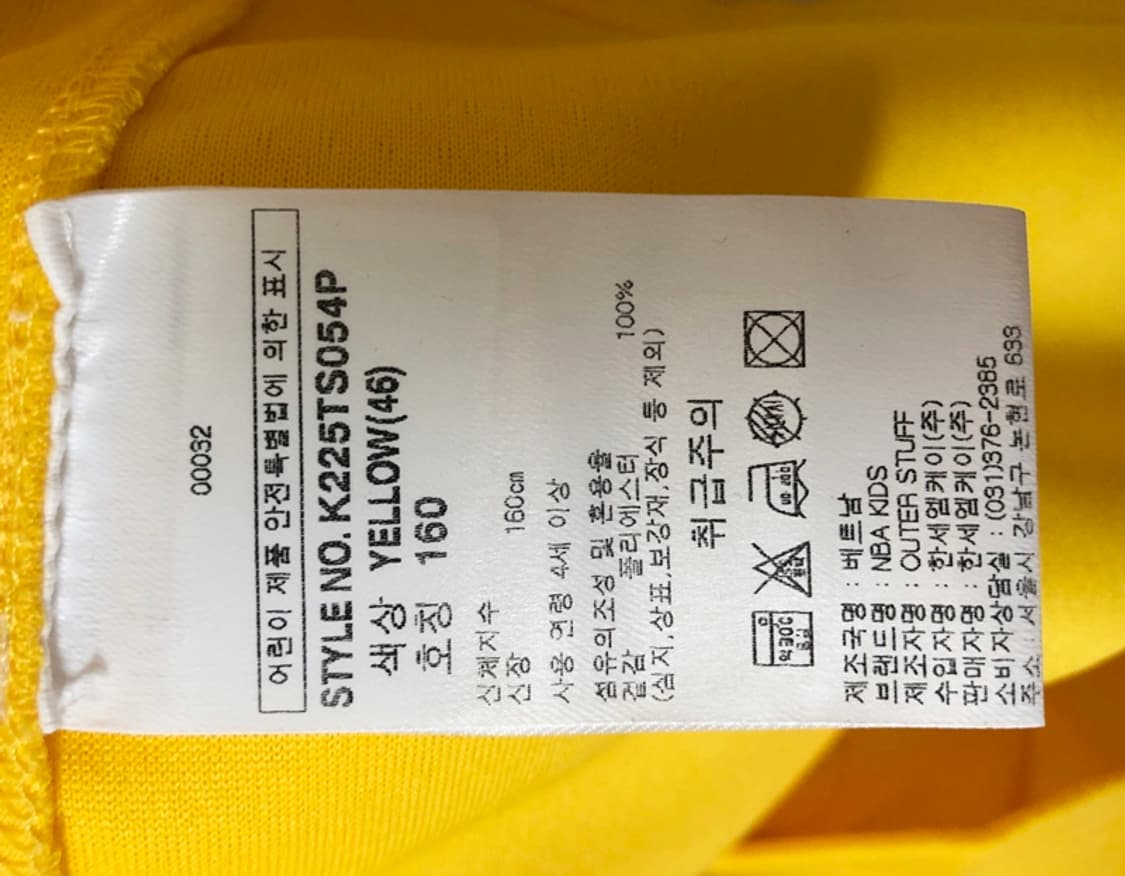 00032
어린이 제품 안전특별법에 의한 표시
STYLE NO. K225TS054P
색상 YELLOW(46)
호칭 160
신체지수
신장 160cm
사용 연령 4세 이상
섬유의조성 및 혼용율
겉감 폴리에스터 100%
(심지,상표,보강재,장식 등 제외)
취급주의
약 30℃
제조국명 : 베트남
브랜드명 : NBA KIDS
제조자명 : OUTER STUFF
수입자명 : 한세엠케이(주)
판매자명 : 한세엠케이(주)
소비자상담실 : (031)376-2385
주소 : 서울시 강남구 논현로 633